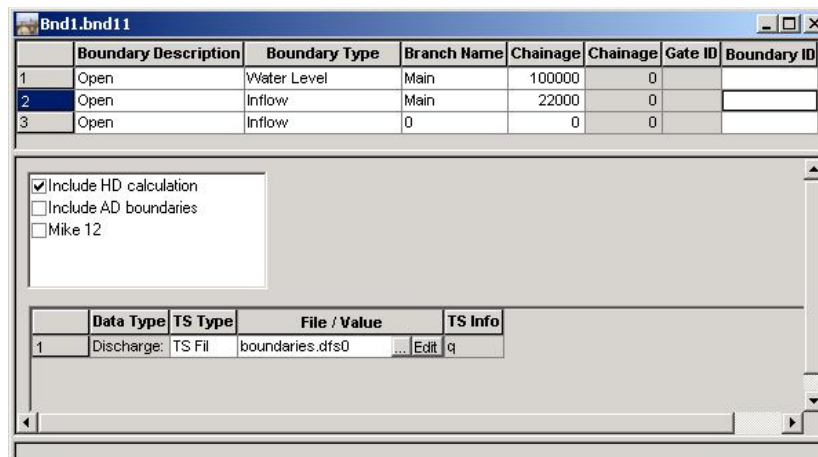 Bnd1.bnd11
Boundary Description Boundary Type Branch Name Chainage Chainage Gate ID Boundary ID
1 Open Water Level Main 100000 0
2 Open Inflow Main 22000 0
3 Open Inflow 0 0 0
Include HD calculation
Include AD boundaries
Mike 12
Data Type TS Type File / Value TS Info
1 Discharge: TS Fil boundaries.dfs0 ... Edit q